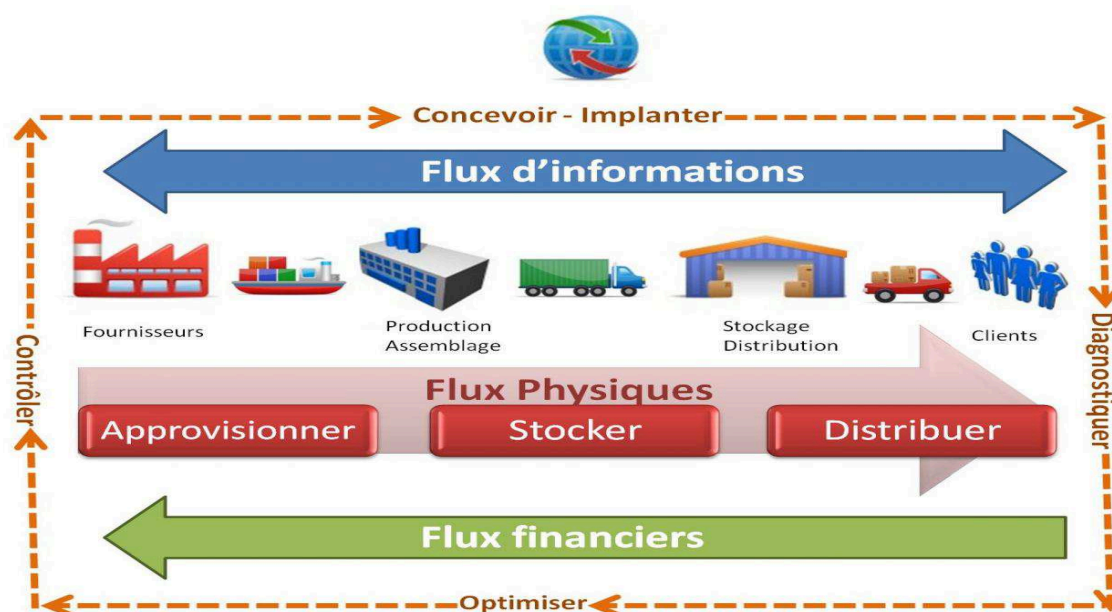 Concevoir - Implanter
Flux d’informations
Fournisseurs
Production
Assemblage
Stockage
Distribution
Clients
Contrôler
Diagnostiquer
Flux Physiques
Approvisionner
Stocker
Distribuer
Flux financiers
Optimiser